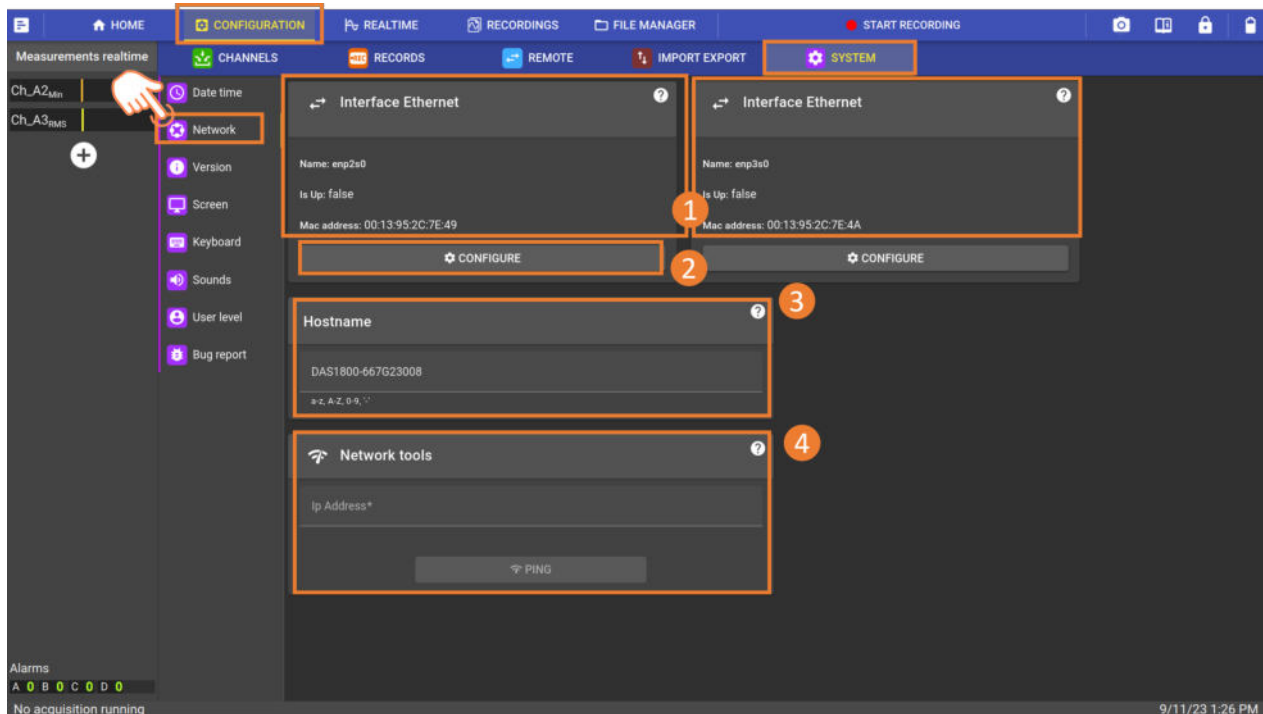 HOME CONFIGURATION REALTIME RECORDINGS FILE MANAGER START RECORDING
Measurements realtime CHANNELS REC RECORDS REMOTE IMPORT EXPORT SYSTEM
Ch_A2Min
Ch_A3RMS
Date time
Network
Version
Screen
Keyboard
Sounds
User level
Bug report
Interface Ethernet ?
Name: enp2s0
Is Up: false
Mac address: 00:13:95:2C:7E:49
CONFIGURE
Interface Ethernet ?
Name: enp3s0
Is Up: false
Mac address: 00:13:95:2C:7E:4A
CONFIGURE
1
2
Hostname ?
3
DAS1800-667G23008
a-z, A-Z, 0-9, '-'
Network tools ?
4
Ip Address*
PING
Alarms
A 0 B 0 C 0 D 0
No acquisition running 9/11/23 1:26 PM